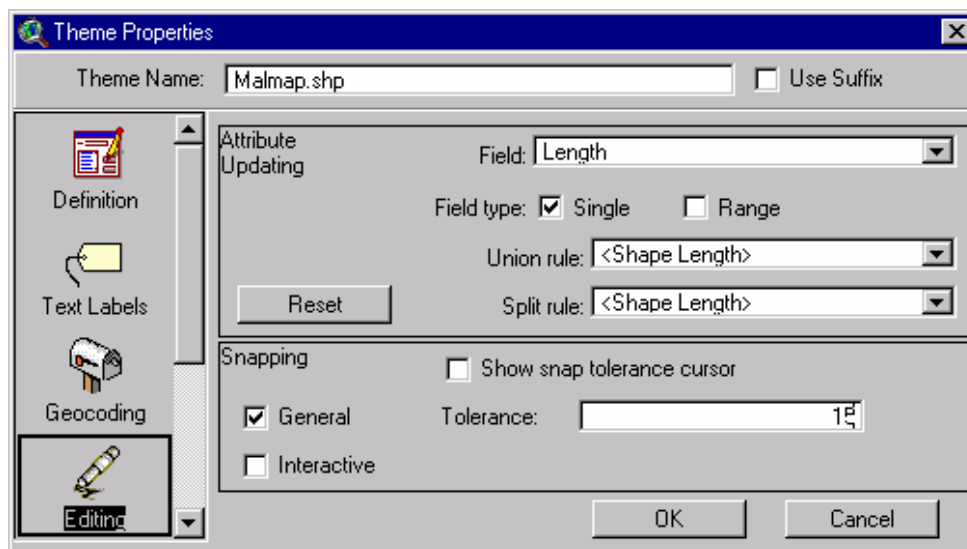 Theme Properties
Theme Name: Malmap.shp Use Suffix
Definition
Text Labels
Geocoding
Editing
Attribute
Updating
Field: Length
Field type: Single Range
Union rule: <Shape Length>
Reset Split rule: <Shape Length>
Snapping
Show snap tolerance cursor
General Tolerance: 15
Interactive
OK Cancel